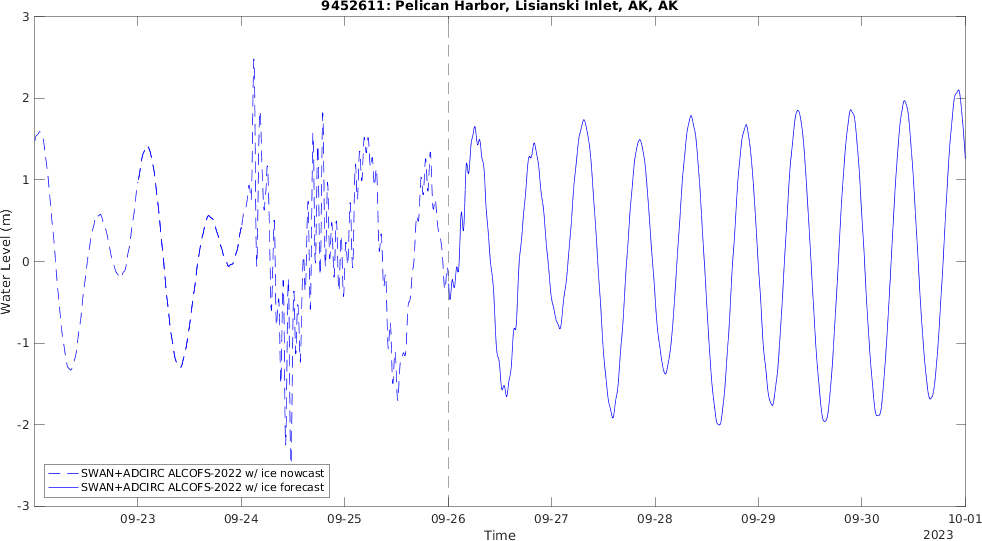 9452611: Pelican Harbor, Lisianski Inlet, AK, AK
3
2
1
0
-1
-2
-3
Water Level (m)
SWAN+ADCIRC ALCOFS-2022 w/ ice nowcast
SWAN+ADCIRC ALCOFS-2022 w/ ice forecast
09-23 09-24 09-25 09-26 09-27 09-28 09-29 09-30 10-01
Time
2023